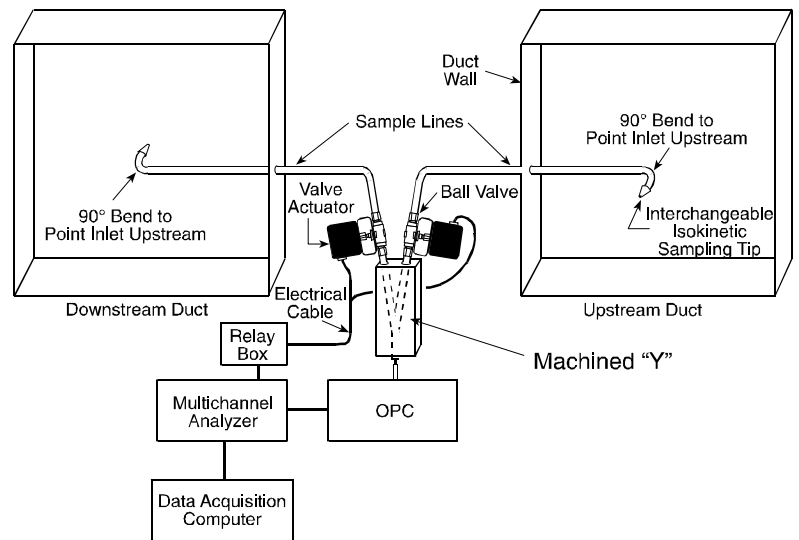 Duct
Wall
90° Bend to
Point Inlet Upstream
Sample Lines
Valve
Actuator
Ball Valve
90° Bend to
Point Inlet Upstream
Interchangeable
Isokinetic
Sampling Tip
Downstream Duct
Electrical
Cable
Upstream Duct
Relay
Box
Machined “Y”
Multichannel
Analyzer
OPC
Data Acquisition
Computer